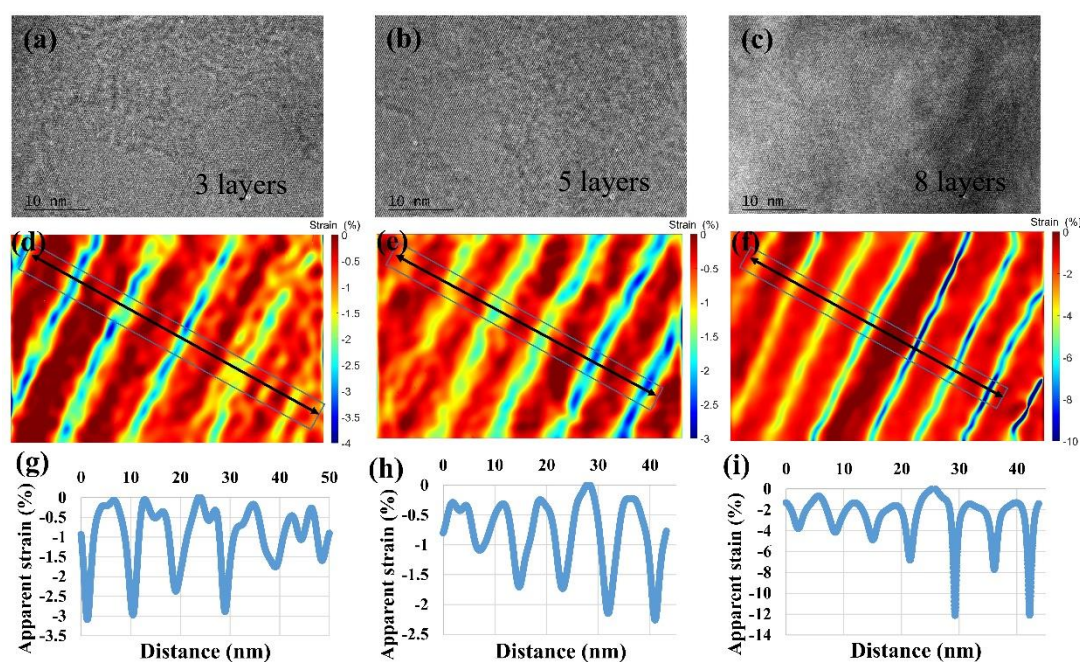 (a)
3 layers
10 nm
(b)
5 layers
10 nm
(c)
8 layers
10 nm
Strain (%)
(d)
0
-0.5
-1
-1.5
-2
-2.5
-3
-3.5
-4
Strain (%)
(e)
0
-0.5
-1
-1.5
-2
-2.5
-3
Strain (%)
(f)
0
-2
-4
-6
-8
-10
(g)
0 10 20 30 40 50
0
-0.5
-1
-1.5
-2
-2.5
-3
-3.5
Apparent strain (%)
Distance (nm)
(h)
0 10 20 30 40
0
-0.5
-1
-1.5
-2
-2.5
Apparent strain (%)
Distance (nm)
(i)
0 10 20 30 40
0
-2
-4
-6
-8
-10
-12
-14
Apparent stain (%)
Distance (nm)